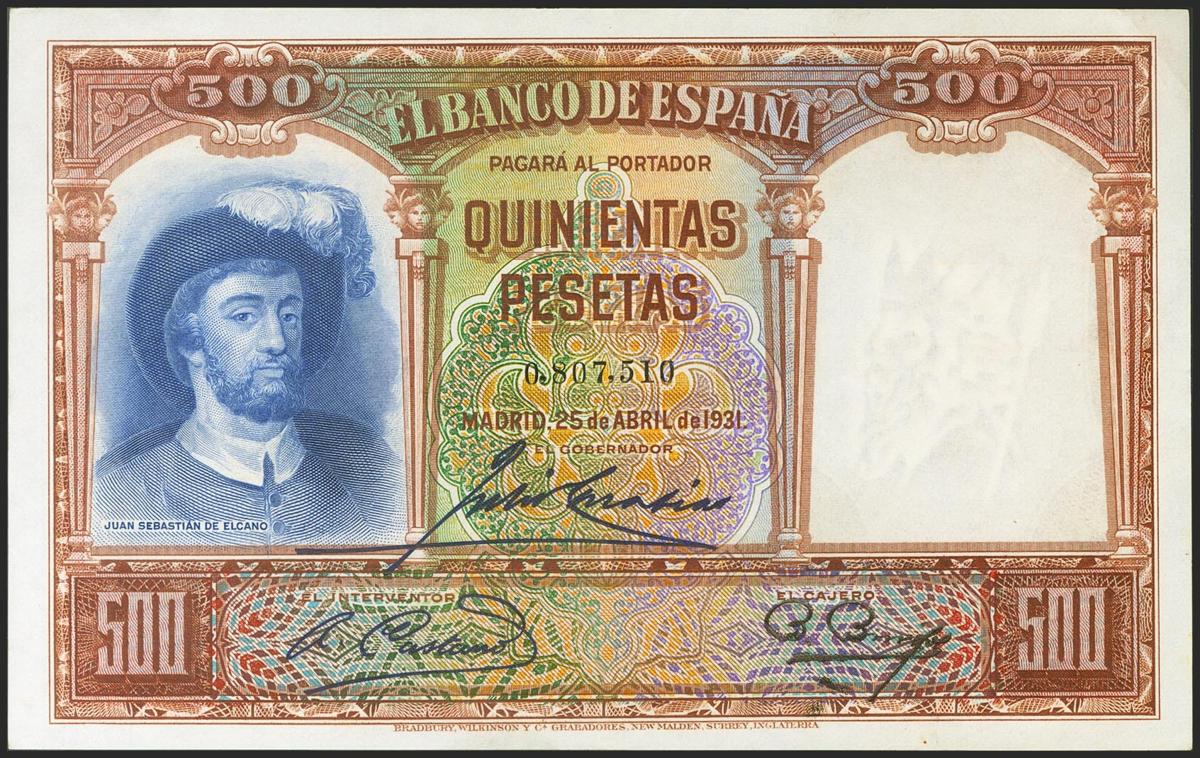 500
500
EL BANCO DE ESPAÑA
PAGARÁ AL PORTADOR
QUINIENTAS
PESETAS
0,807,510
MADRID, 25 de ABRIL de 1931.
EL GOBERNADOR
JUAN SEBASTIÁN DE ELCANO
EL INTERVENTOR
EL CAJERO
500
500
BRADBURY, WILKINSON Y Cª GRABADORES, NEW MALDEN, SURREY, INGLATERRA